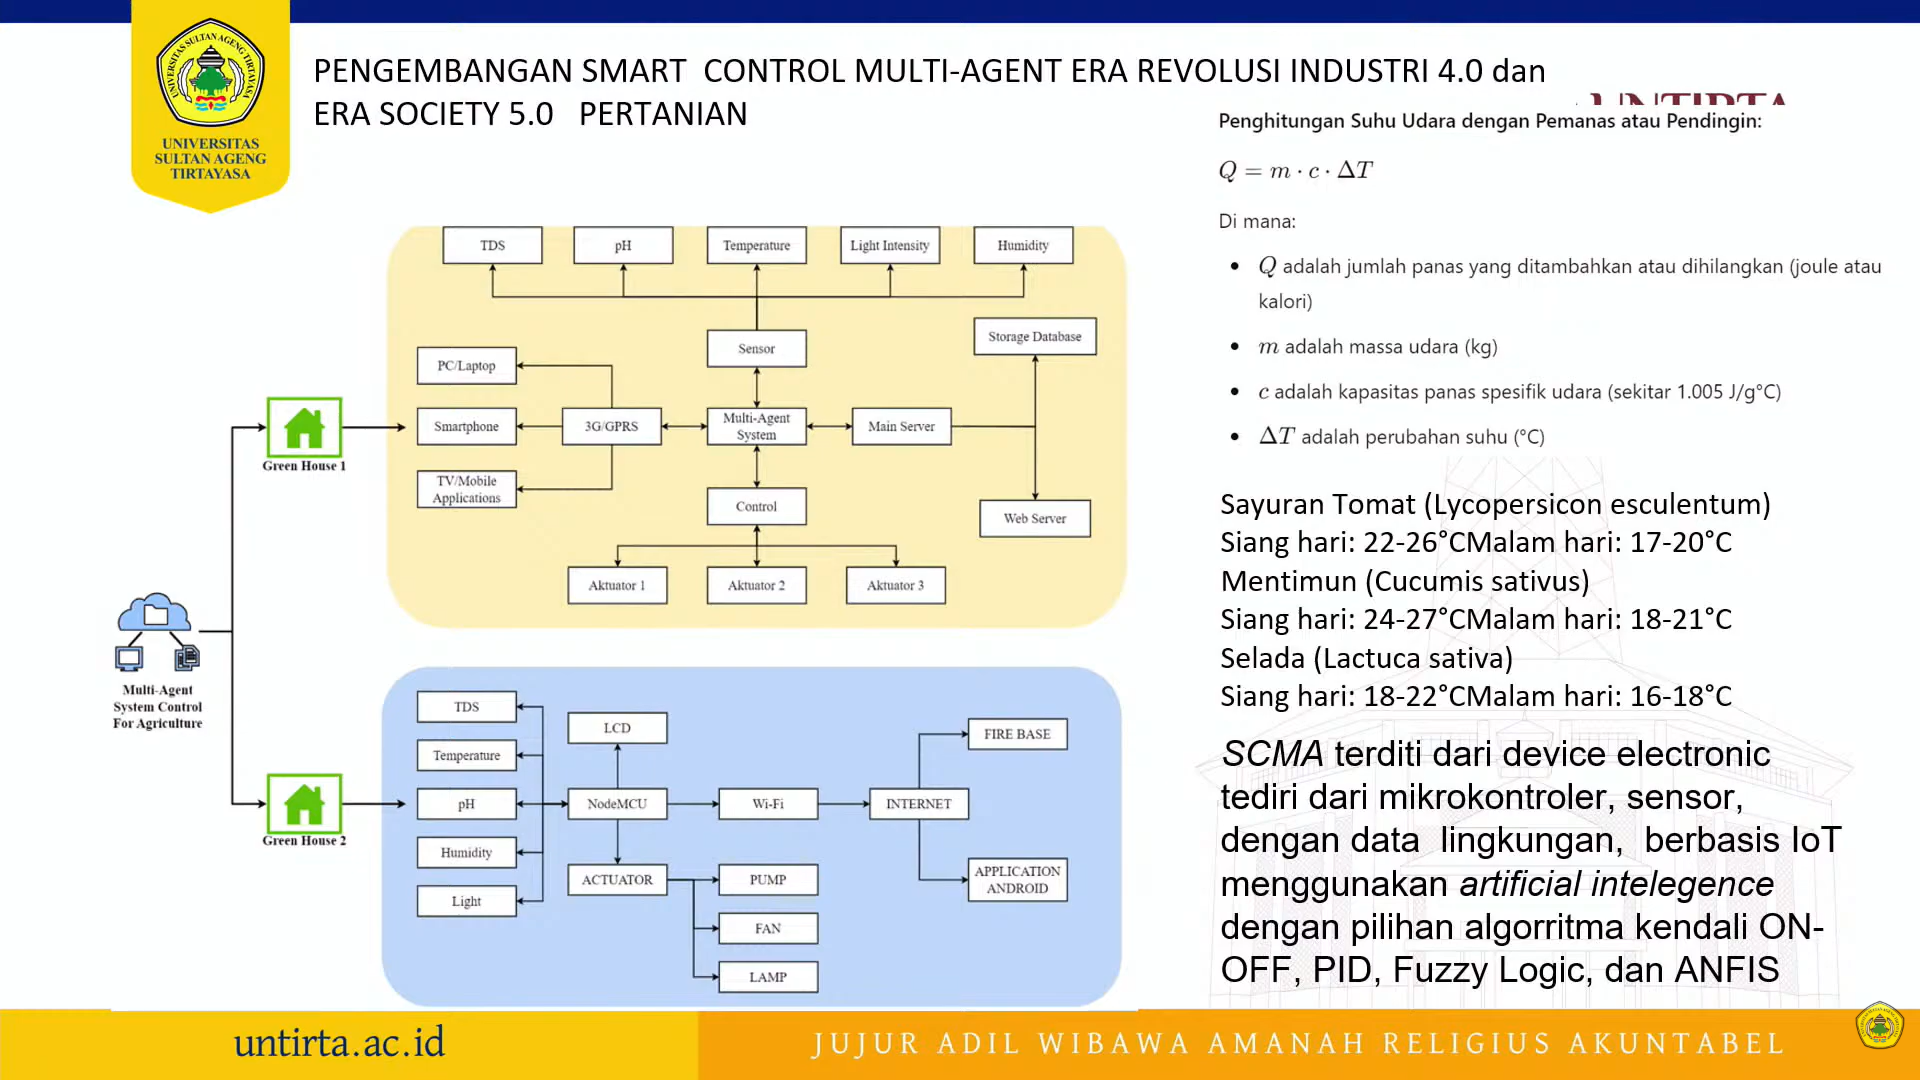 UNIVERSITAS SULTAN AGENG TIRTAYASA
UNIVERSITAS
SULTAN AGENG
TIRTAYASA
PENGEMBANGAN SMART  CONTROL MULTI-AGENT ERA REVOLUSI INDUSTRI 4.0 dan
ERA SOCIETY 5.0   PERTANIAN
UNTIRTA
Penghitungan Suhu Udara dengan Pemanas atau Pendingin:
Q = m · c · ΔT
Di mana:
• Q adalah jumlah panas yang ditambahkan atau dihilangkan (joule atau
kalori)
• m adalah massa udara (kg)
• c adalah kapasitas panas spesifik udara (sekitar 1.005 J/g°C)
• ΔT adalah perubahan suhu (°C)
Sayuran Tomat (Lycopersicon esculentum)
Siang hari: 22-26°CMalam hari: 17-20°C
Mentimun (Cucumis sativus)
Siang hari: 24-27°CMalam hari: 18-21°C
Selada (Lactuca sativa)
Siang hari: 18-22°CMalam hari: 16-18°C
SCMA terditi dari device electronic
tediri dari mikrokontroler, sensor,
dengan data  lingkungan,  berbasis IoT
menggunakan artificial intelegence
dengan pilihan algorritma kendali ON-
OFF, PID, Fuzzy Logic, dan ANFIS
Multi-Agent
System Control
For Agriculture
Green House 1
TDS
pH
Temperature
Light Intensity
Humidity
Sensor
Storage Database
PC/Laptop
Smartphone
3G/GPRS
Multi-Agent
System
Main Server
TV/Mobile
Applications
Control
Web Server
Aktuator 1
Aktuator 2
Aktuator 3
Green House 2
TDS
Temperature
pH
Humidity
Light
LCD
NodeMCU
Wi-Fi
INTERNET
FIRE BASE
APPLICATION
ANDROID
ACTUATOR
PUMP
FAN
LAMP
untirta.ac.id
JUJUR ADIL WIBAWA AMANAH RELIGIUS AKUNTABEL